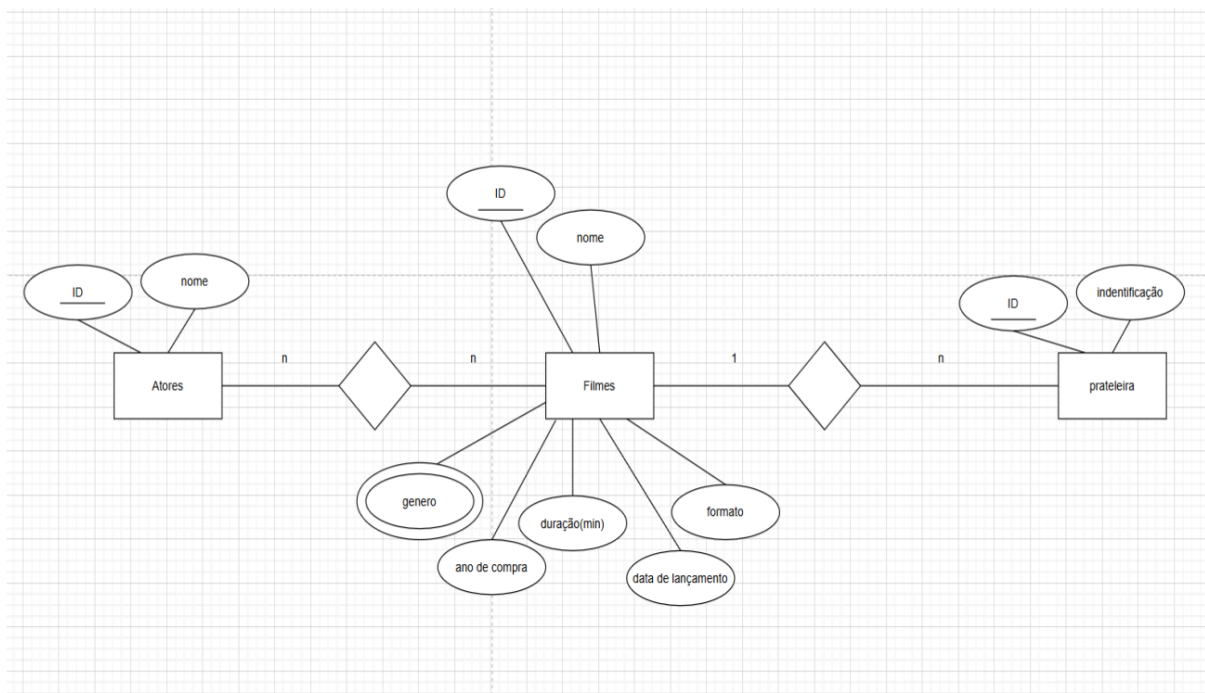 ID
nome
ID
nome
ID
indentificação
n
n
1
n
Atores
Filmes
prateleira
genero
duração(min)
formato
ano de compra
data de lançamento